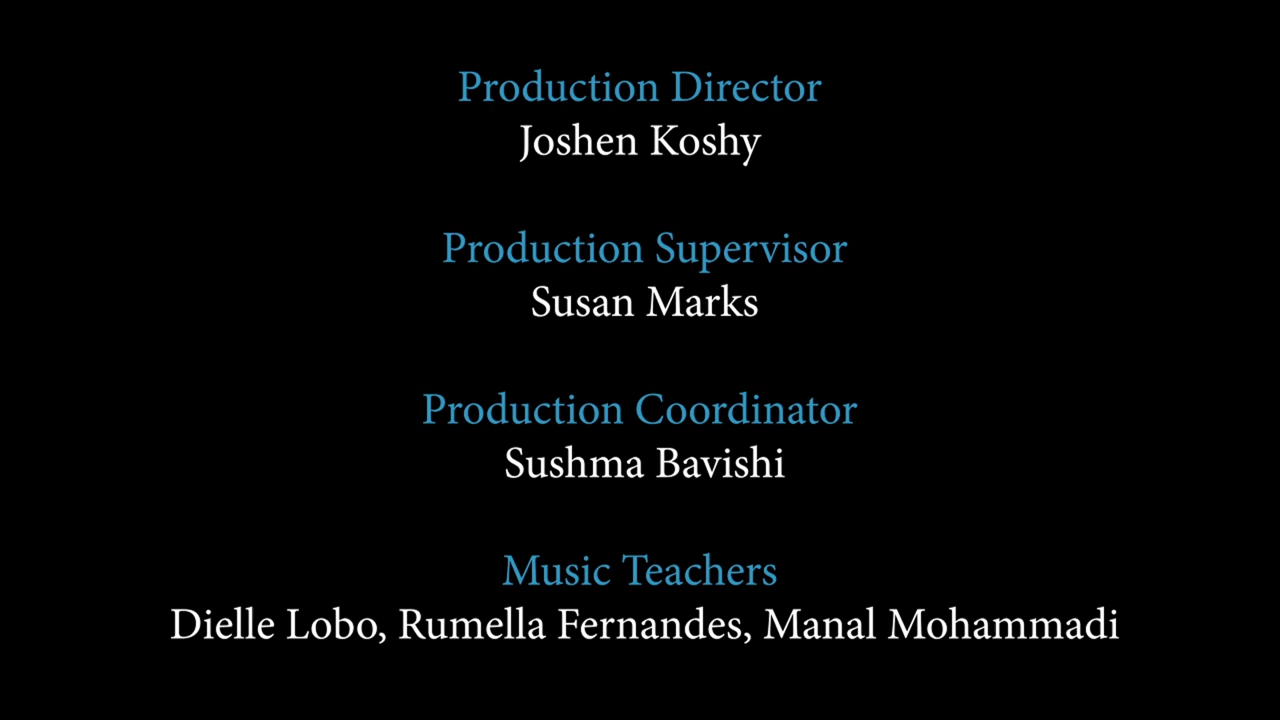 Production Director
Joshen Koshy
Production Supervisor
Susan Marks
Production Coordinator
Sushma Bavishi
Music Teachers
Dielle Lobo, Rumella Fernandes, Manal Mohammadi